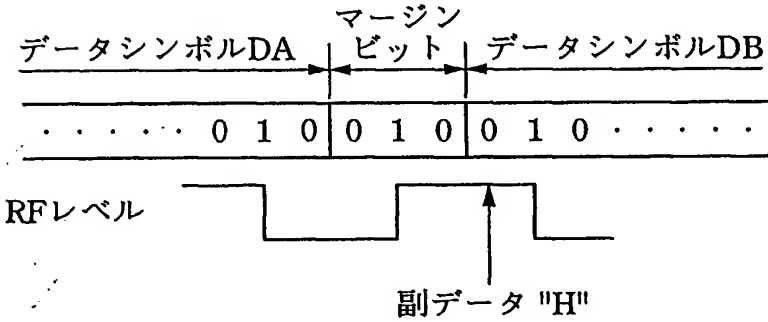 マージン
データシンボルDA ビット データシンボルDB
· · · · · 0 1 0 0 1 0 0 1 0 · · · · ·
RFレベル
副データ "H"